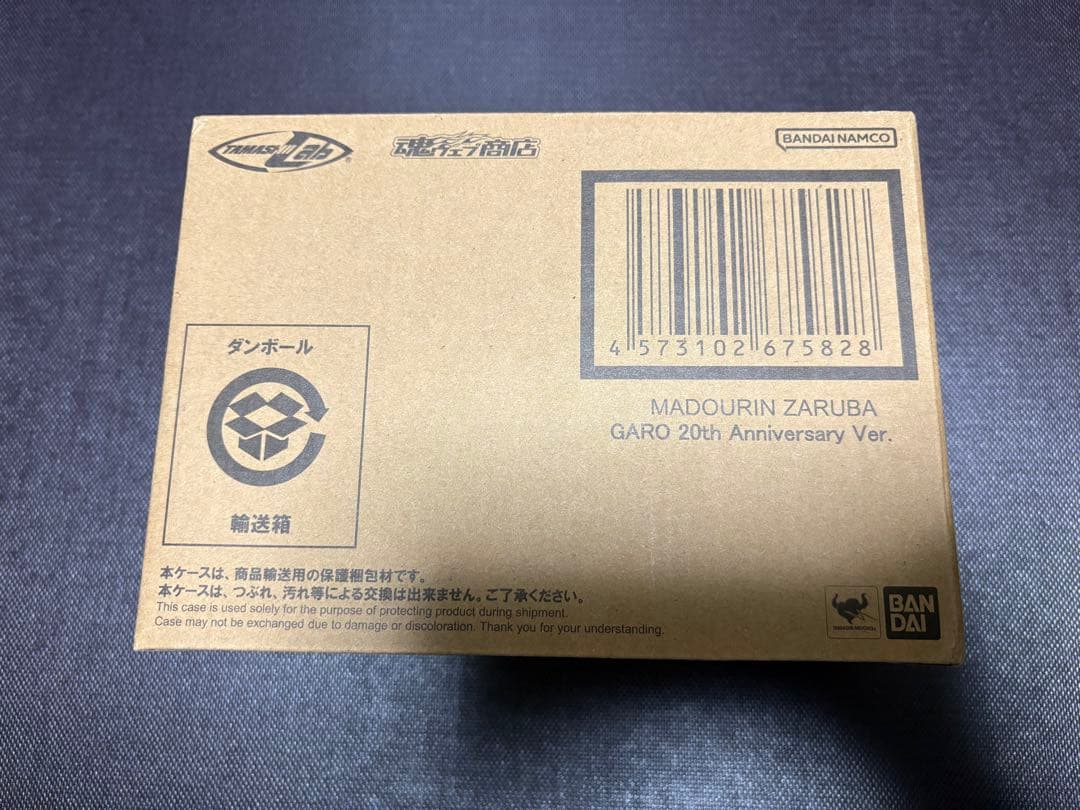 TAMASHII Lab
魂ウェブ商店
BANDAI NAMCO
4 573102 675828
MADOURIN ZARUBA
GARO 20th Anniversary Ver.
ダンボール
輸送箱
本ケースは、商品輸送用の保護梱包材です。
本ケースは、つぶれ、汚れ等による交換は出来ません。ご了承ください。
This case is used solely for the purpose of protecting product during shipment.
Case may not be exchanged due to damage or discoloration. Thank you for your understanding.
TAMASHII NATIONS
BAN
DAI